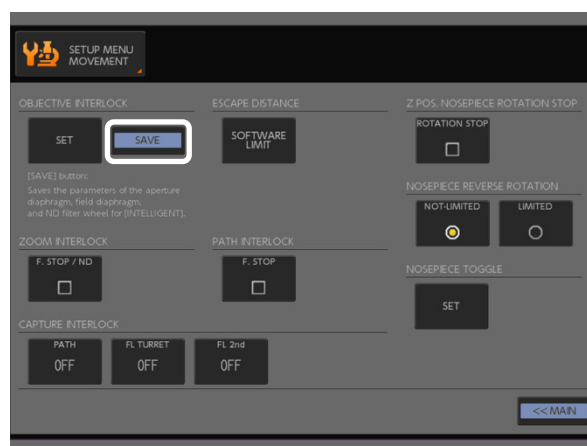 SETUP MENU
MOVEMENT
OBJECTIVE INTERLOCK
SET
SAVE
[SAVE] button:
Saves the parameters of the aperture
diaphragm, field diaphragm,
and ND filter wheel for [INTELLIGENT].
ESCAPE DISTANCE
SOFTWARE
LIMIT
Z POS. NOSEPIECE ROTATION STOP
ROTATION STOP
NOSEPIECE REVERSE ROTATION
NOT-LIMITED
LIMITED
ZOOM INTERLOCK
F. STOP / ND
PATH INTERLOCK
F. STOP
NOSEPIECE TOGGLE
SET
CAPTURE INTERLOCK
PATH
OFF
FL TURRET
OFF
FL 2nd
OFF
<< MAIN